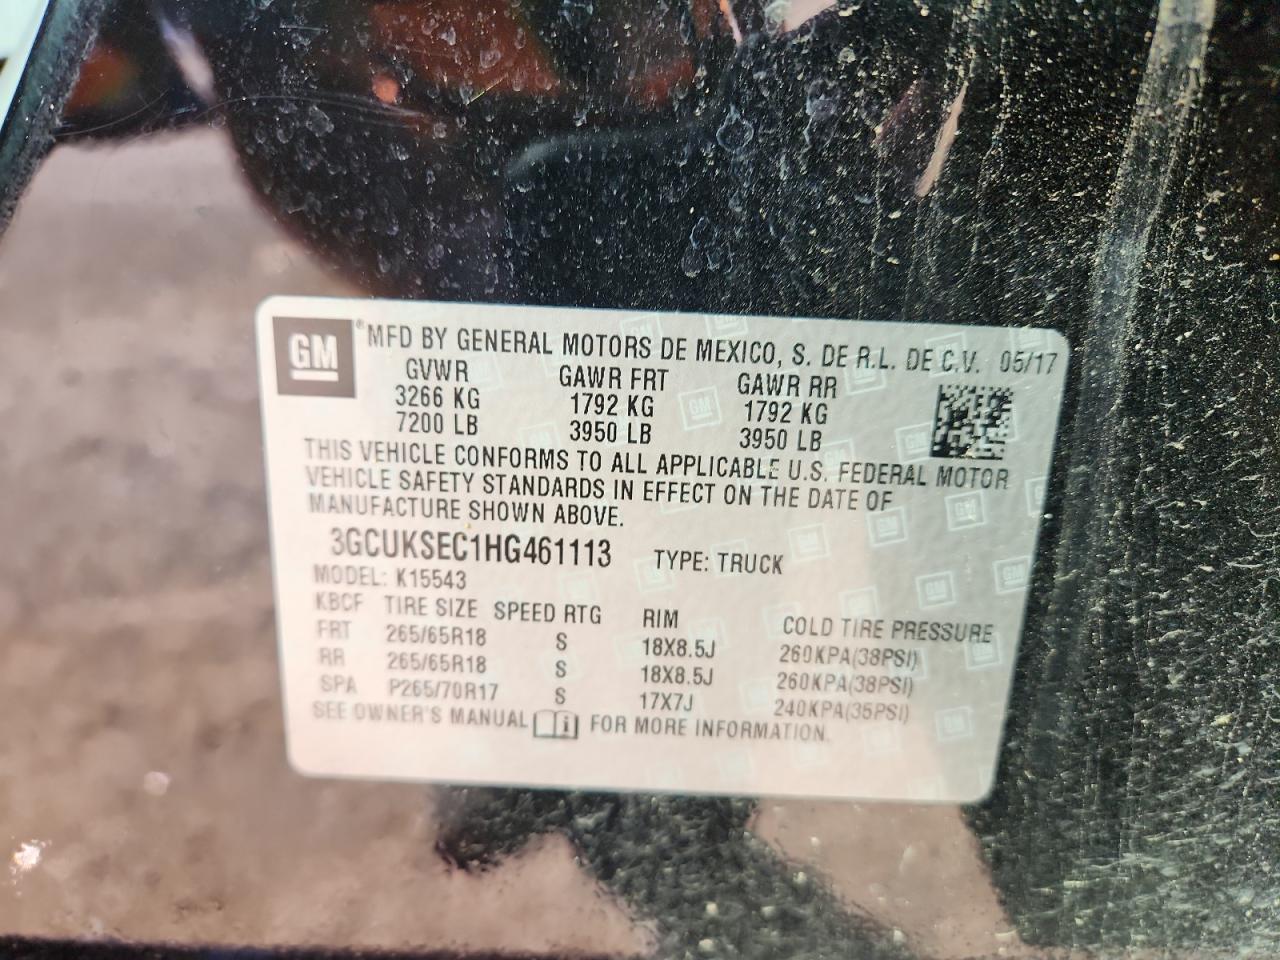 GM
® MFD BY GENERAL MOTORS DE MEXICO, S. DE R.L. DE C.V. 05/17
GVWR GAWR FRT GAWR RR
3266 KG 1792 KG 1792 KG
7200 LB 3950 LB 3950 LB
THIS VEHICLE CONFORMS TO ALL APPLICABLE U.S. FEDERAL MOTOR
VEHICLE SAFETY STANDARDS IN EFFECT ON THE DATE OF
MANUFACTURE SHOWN ABOVE.
3GCUKSEC1HG461113 TYPE: TRUCK
MODEL: K15543
KBCF TIRE SIZE SPEED RTG RIM COLD TIRE PRESSURE
FRT 265/65R18 S 18X8.5J 260KPA(38PSI)
RR 265/65R18 S 18X8.5J 260KPA(38PSI)
SPA P265/70R17 S 17X7J 240KPA(35PSI)
SEE OWNER'S MANUAL i FOR MORE INFORMATION.